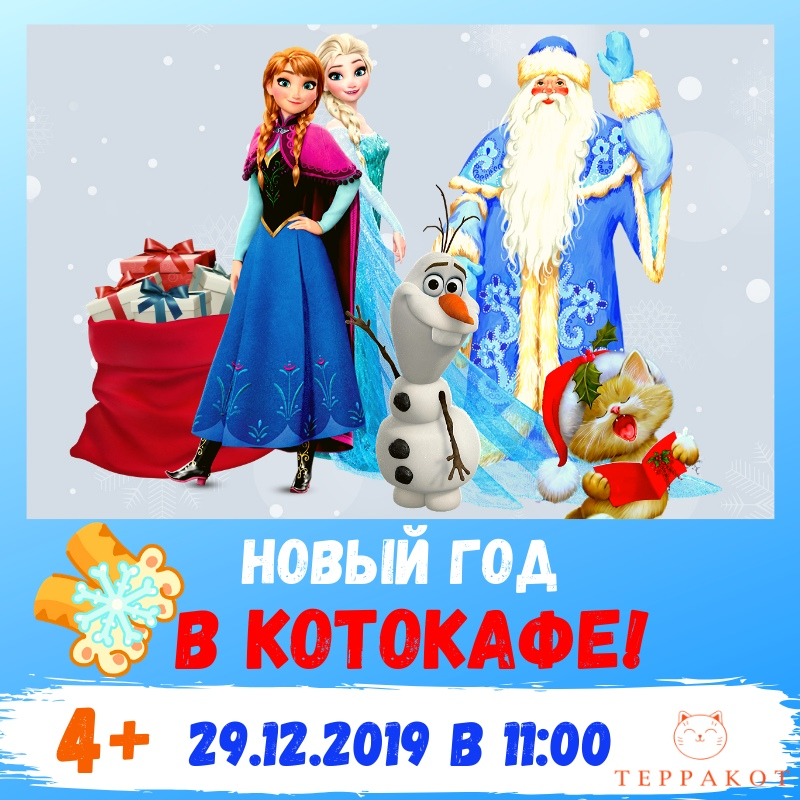 НОВЫЙ ГОД
В КОТОКАФЕ!
4+ 29.12.2019 В 11:00
ТЕРРАКОТ